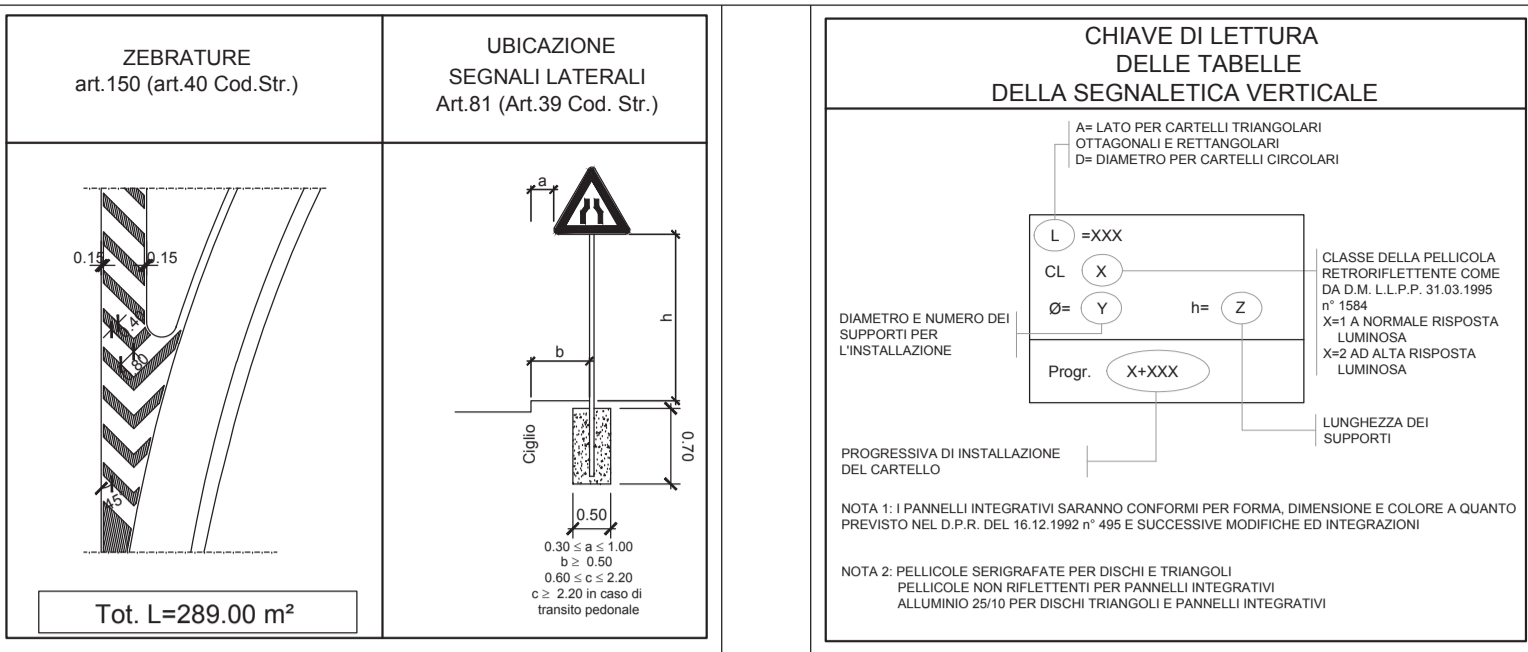 ZEBRATURE
art.150 (art.40 Cod.Str.)
0.15
0.15
.40
.80
45
Tot. L=289.00 m²
UBICAZIONE
SEGNALI LATERALI
Art.81 (Art.39 Cod. Str.)
a
h
b
Ciglio
0.70
0.50
0.30 ≤ a ≤ 1.00
b ≥ 0.50
0.60 ≤ c ≤ 2.20
c ≥ 2.20 in caso di
transito pedonale
CHIAVE DI LETTURA
DELLE TABELLE
DELLA SEGNALETICA VERTICALE
A= LATO PER CARTELLI TRIANGOLARI
OTTAGONALI E RETTANGOLARI
D= DIAMETRO PER CARTELLI CIRCOLARI
L =XXX
CL X
Ø= Y h= Z
Progr. X+XXX
DIAMETRO E NUMERO DEI
SUPPORTI PER
L'INSTALLAZIONE
CLASSE DELLA PELLICOLA
RETRORIFLETTENTE COME
DA D.M. L.L.P.P. 31.03.1995
n° 1584
X=1 A NORMALE RISPOSTA
LUMINOSA
X=2 AD ALTA RISPOSTA
LUMINOSA
LUNGHEZZA DEI
SUPPORTI
PROGRESSIVA DI INSTALLAZIONE
DEL CARTELLO
NOTA 1: I PANNELLI INTEGRATIVI SARANNO CONFORMI PER FORMA, DIMENSIONE E COLORE A QUANTO
PREVISTO NEL D.P.R. DEL 16.12.1992 n° 495 E SUCCESSIVE MODIFICHE ED INTEGRAZIONI
NOTA 2: PELLICOLE SERIGRAFATE PER DISCHI E TRIANGOLI
PELLICOLE NON RIFLETTENTI PER PANNELLI INTEGRATIVI
ALLUMINIO 25/10 PER DISCHI TRIANGOLI E PANNELLI INTEGRATIVI